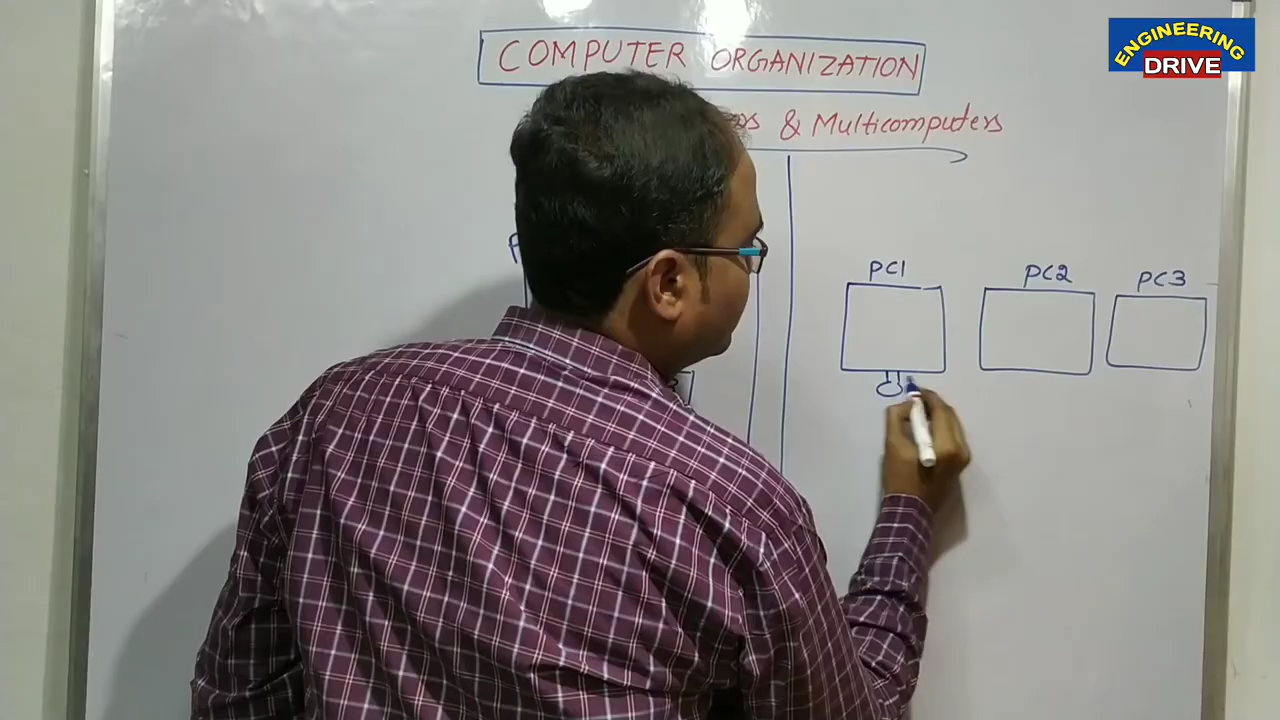 ENGINEERING
DRIVE
COMPUTER ORGANIZATION
& Multicomputers
PC1 PC2 PC3